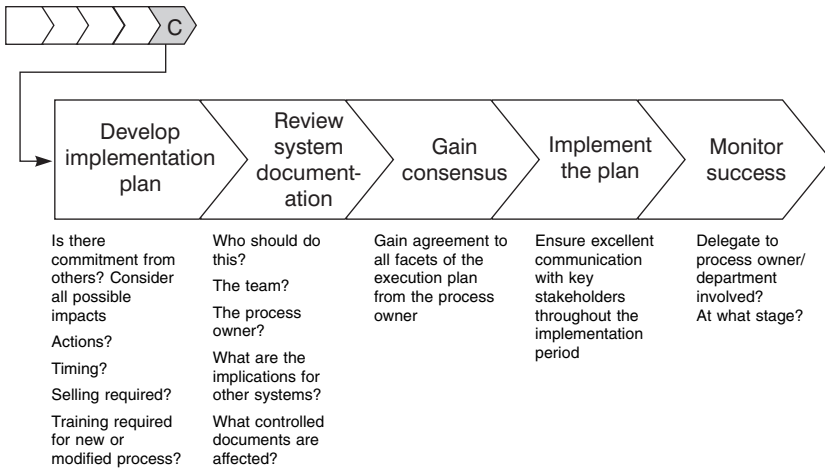 C
Develop
implementation
plan
Review
system
document-
ation
Gain
consensus
Implement
the plan
Monitor
success
Is there
commitment from
others? Consider
all possible
impacts
Actions?
Timing?
Selling required?
Training required
for new or
modified process?
Who should do
this?
The team?
The process
owner?
What are the
implications for
other systems?
What controlled
documents are
affected?
Gain agreement to
all facets of the
execution plan
from the process
owner
Ensure excellent
communication
with key
stakeholders
throughout the
implementation
period
Delegate to
process owner/
department
involved?
At what stage?